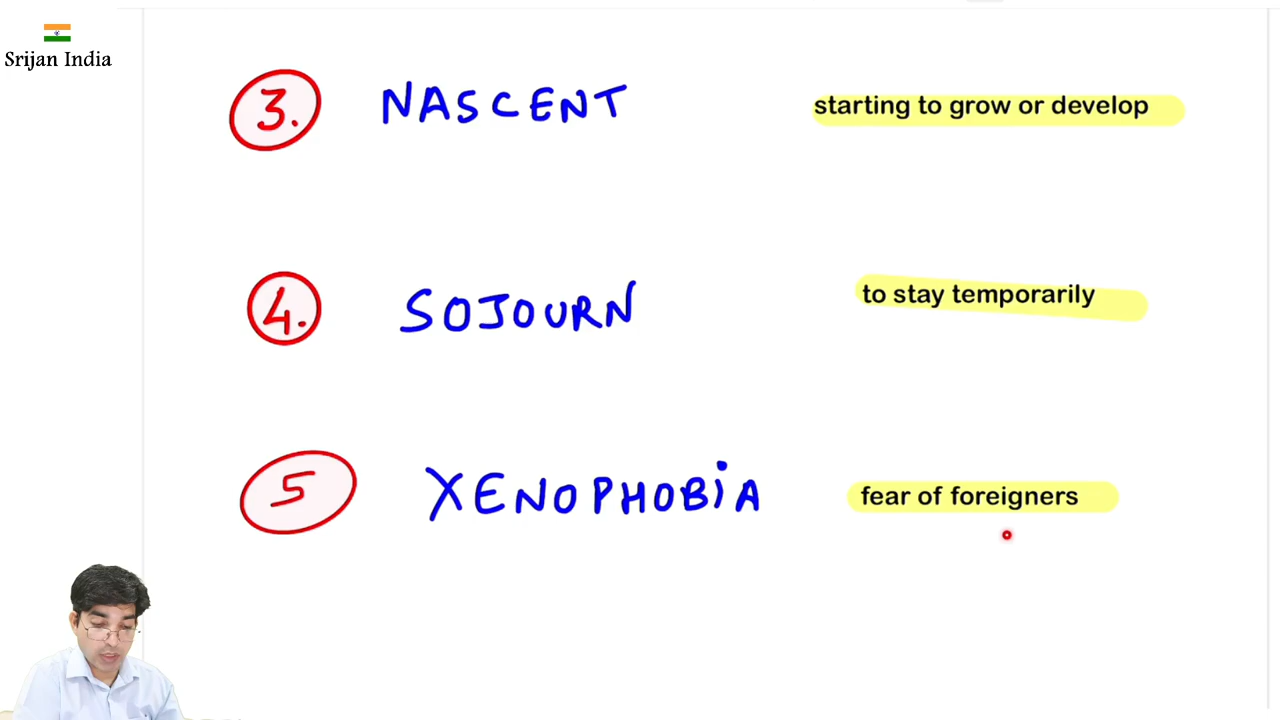 Srijan India
3. NASCENT starting to grow or develop
4. SOJOURN to stay temporarily
5 XENOPHOBiA fear of foreigners